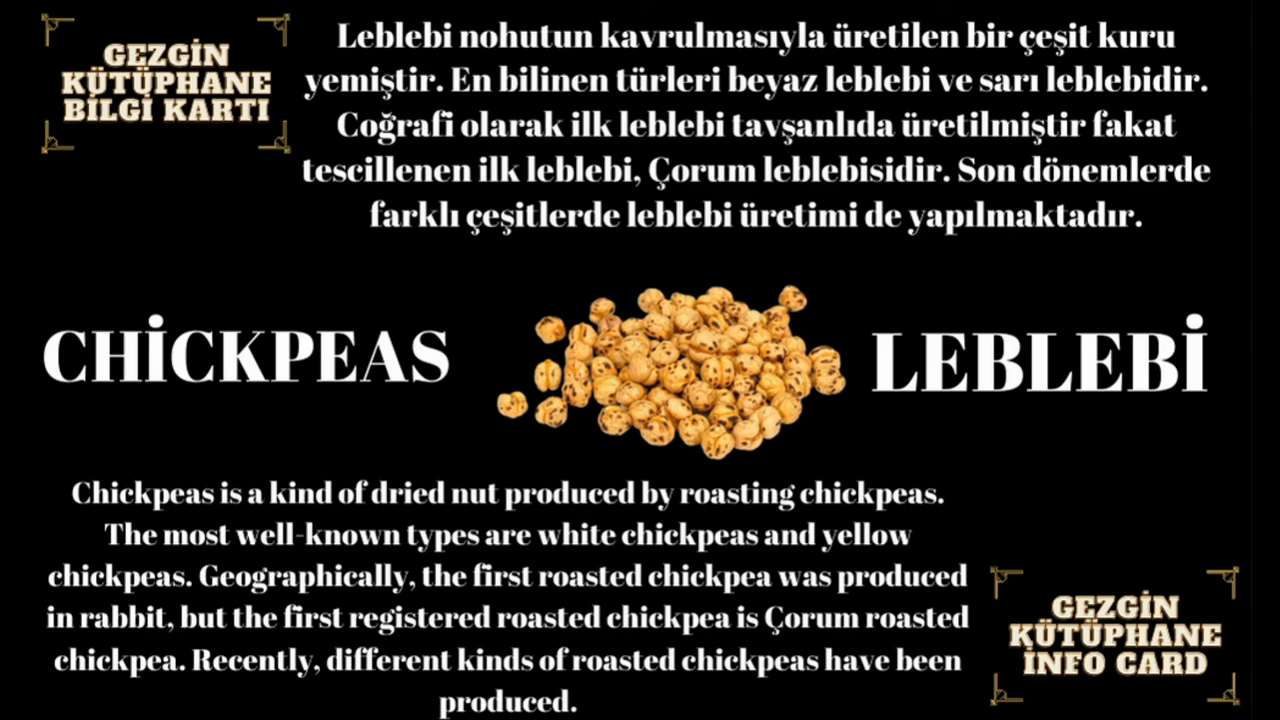 GEZGİN
KÜTÜPHANE
BİLGİ KARTI
Leblebi nohutun kavrulmasıyla üretilen bir çeşit kuru
yemiştir. En bilinen türleri beyaz leblebi ve sarı leblebidir.
Coğrafi olarak ilk leblebi tavşanlıda üretilmiştir fakat
tescillenen ilk leblebi, Çorum leblebisidir. Son dönemlerde
farklı çeşitlerde leblebi üretimi de yapılmaktadır.
CHİCKPEAS
LEBLEBİ
Chickpeas is a kind of dried nut produced by roasting chickpeas.
The most well-known types are white chickpeas and yellow
chickpeas. Geographically, the first roasted chickpea was produced
in rabbit, but the first registered roasted chickpea is Çorum roasted
chickpea. Recently, different kinds of roasted chickpeas have been
produced.
GEZGİN
KÜTÜPHANE
İNFO CARD